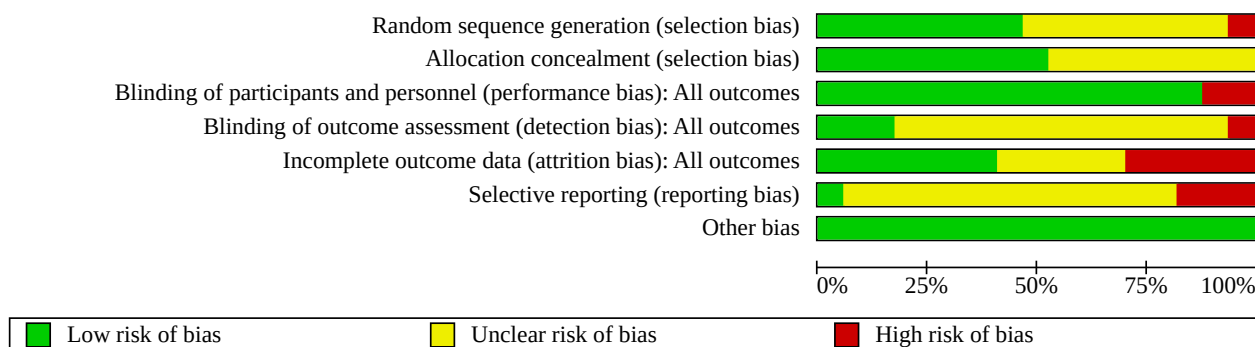 Random sequence generation (selection bias)
Allocation concealment (selection bias)
Blinding of participants and personnel (performance bias): All outcomes
Blinding of outcome assessment (detection bias): All outcomes
Incomplete outcome data (attrition bias): All outcomes
Selective reporting (reporting bias)
Other bias
0% 25% 50% 75% 100%
Low risk of bias Unclear risk of bias High risk of bias